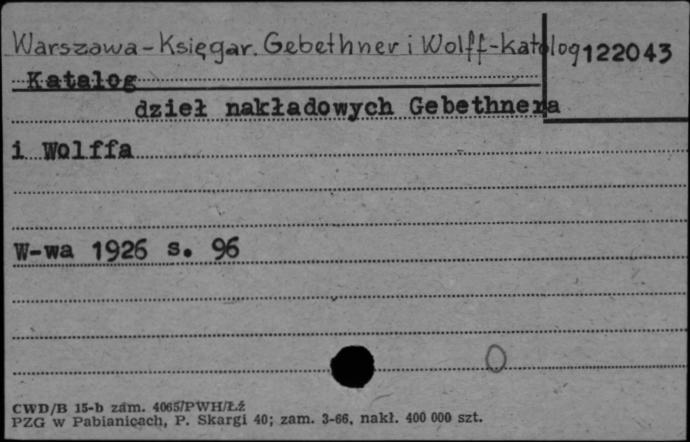 Warszawa-Księgar. Gebethner i Wolff-katalog
122043
Katalog
dzieł nakładowych Gebethnera
i Wolffa
W-wa 1926 s. 96
CWD/B 15-b zam. 4065/PWH/Łź
PZG w Pabianicach, P. Skargi 40; zam. 3-66, nakł. 400 000 szt.